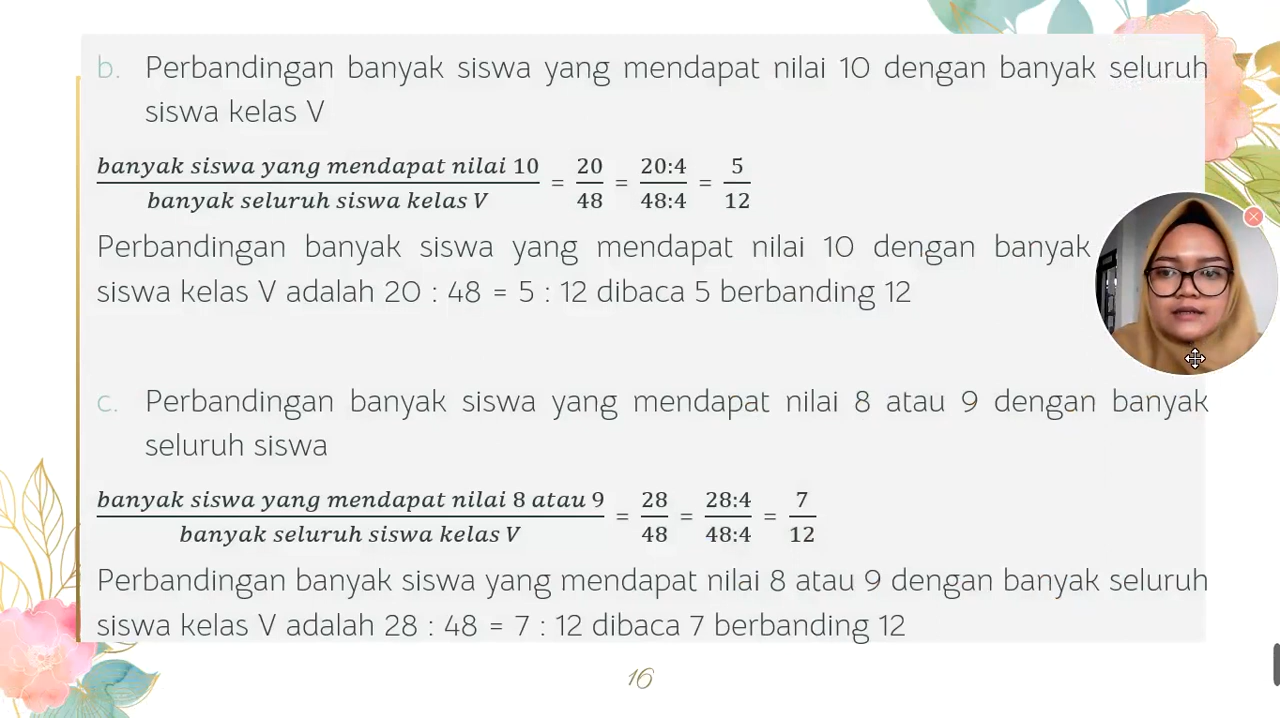 b. Perbandingan banyak siswa yang mendapat nilai 10 dengan banyak seluruh
siswa kelas V
banyak siswa yang mendapat nilai 10 / banyak seluruh siswa kelas V = 20/48 = 20:4/48:4 = 5/12
Perbandingan banyak siswa yang mendapat nilai 10 dengan banyak
siswa kelas V adalah 20 : 48 = 5 : 12 dibaca 5 berbanding 12
c. Perbandingan banyak siswa yang mendapat nilai 8 atau 9 dengan banyak
seluruh siswa
banyak siswa yang mendapat nilai 8 atau 9 / banyak seluruh siswa kelas V = 28/48 = 28:4/48:4 = 7/12
Perbandingan banyak siswa yang mendapat nilai 8 atau 9 dengan banyak seluruh
siswa kelas V adalah 28 : 48 = 7 : 12 dibaca 7 berbanding 12
16